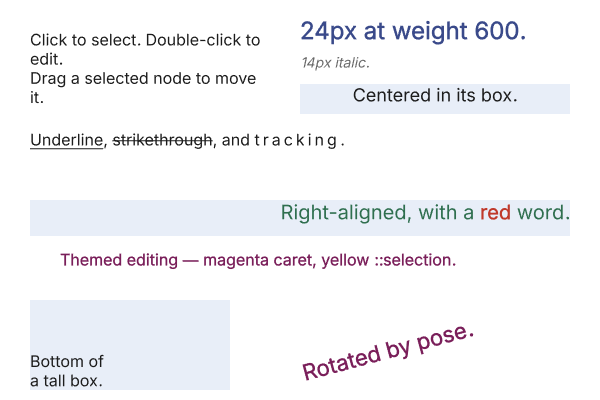 Click to select. Double-click to
edit.
Drag a selected node to move
it.
24px at weight 600.
14px italic.
Centered in its box.
Underline, strikethrough, and tracking.
Right-aligned, with a red word.
Themed editing — magenta caret, yellow ::selection.
Bottom of
a tall box.
Rotated by pose.